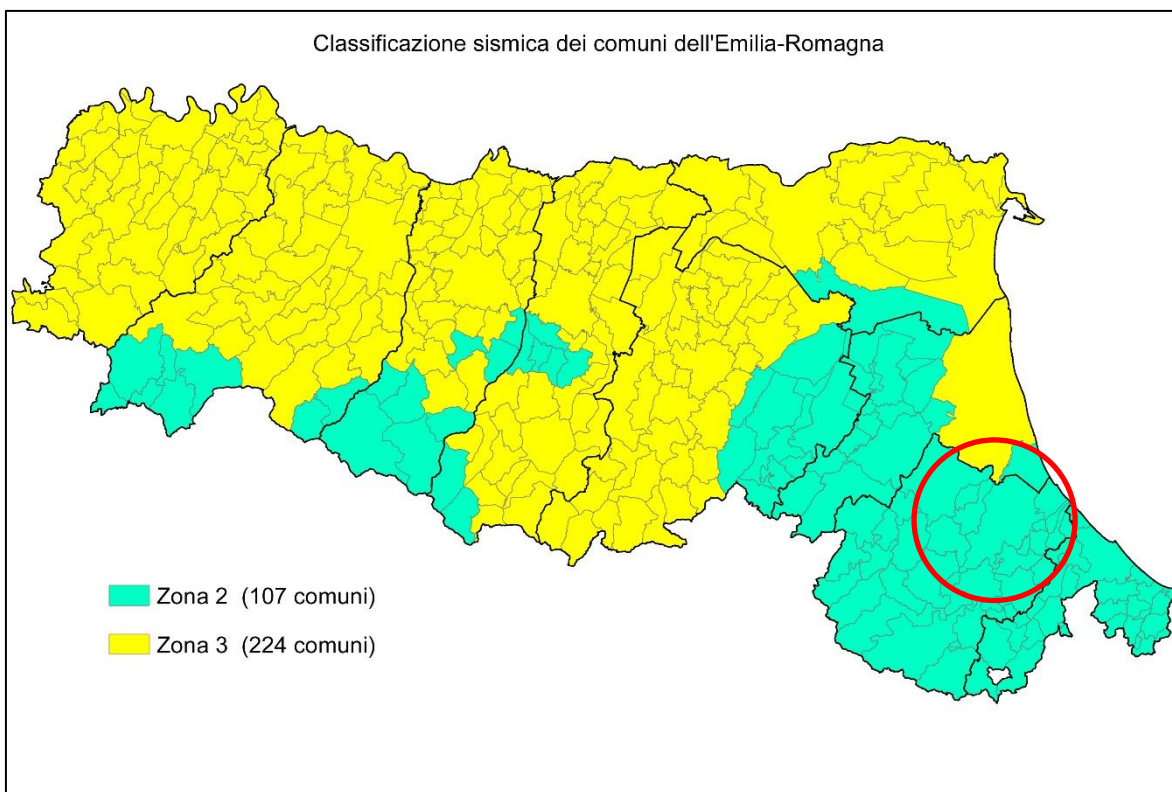 Classificazione sismica dei comuni dell'Emilia-Romagna
Zona 2 (107 comuni)
Zona 3 (224 comuni)